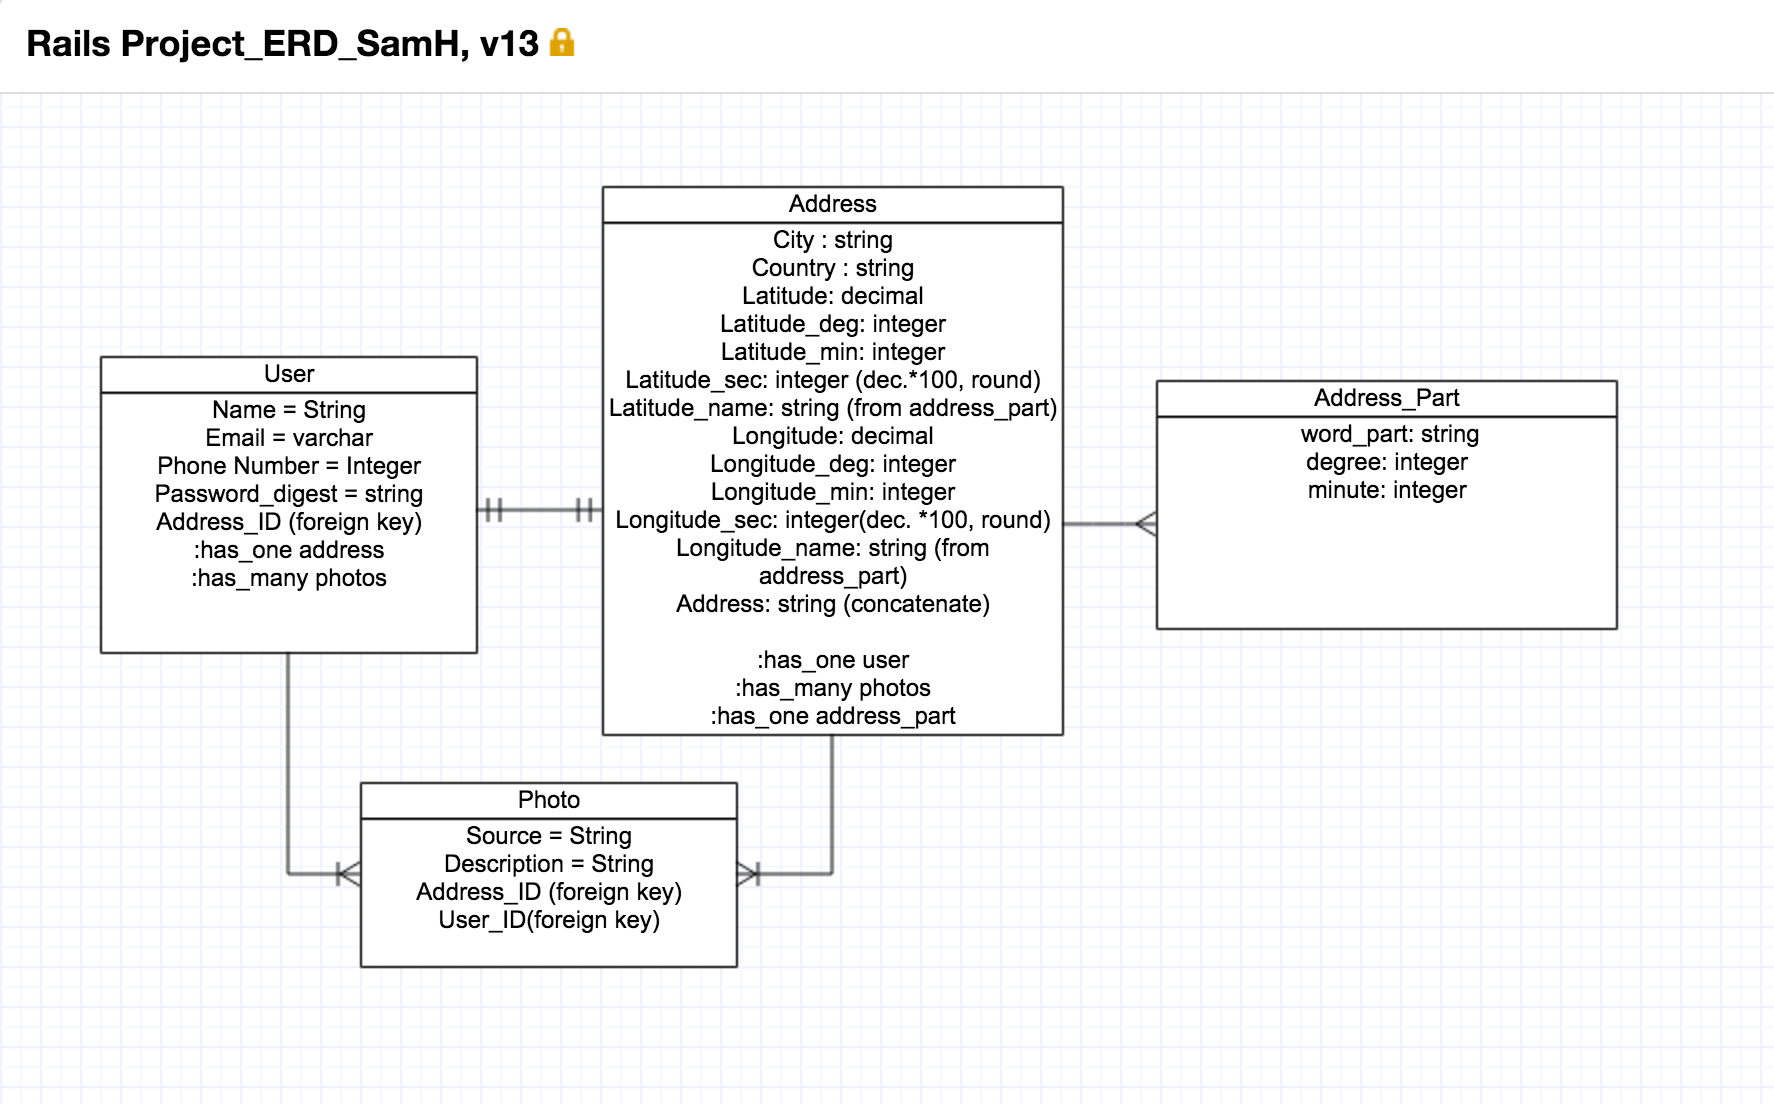 Rails Project_ERD_SamH, v13
Address
City : string
Country : string
Latitude: decimal
Latitude_deg: integer
Latitude_min: integer
Latitude_sec: integer (dec.*100, round)
Latitude_name: string (from address_part)
Longitude: decimal
Longitude_deg: integer
Longitude_min: integer
Longitude_sec: integer(dec. *100, round)
Longitude_name: string (from
address_part)
Address: string (concatenate)
:has_one user
:has_many photos
:has_one address_part
User
Name = String
Email = varchar
Phone Number = Integer
Password_digest = string
Address_ID (foreign key)
:has_one address
:has_many photos
Address_Part
word_part: string
degree: integer
minute: integer
Photo
Source = String
Description = String
Address_ID (foreign key)
User_ID(foreign key)